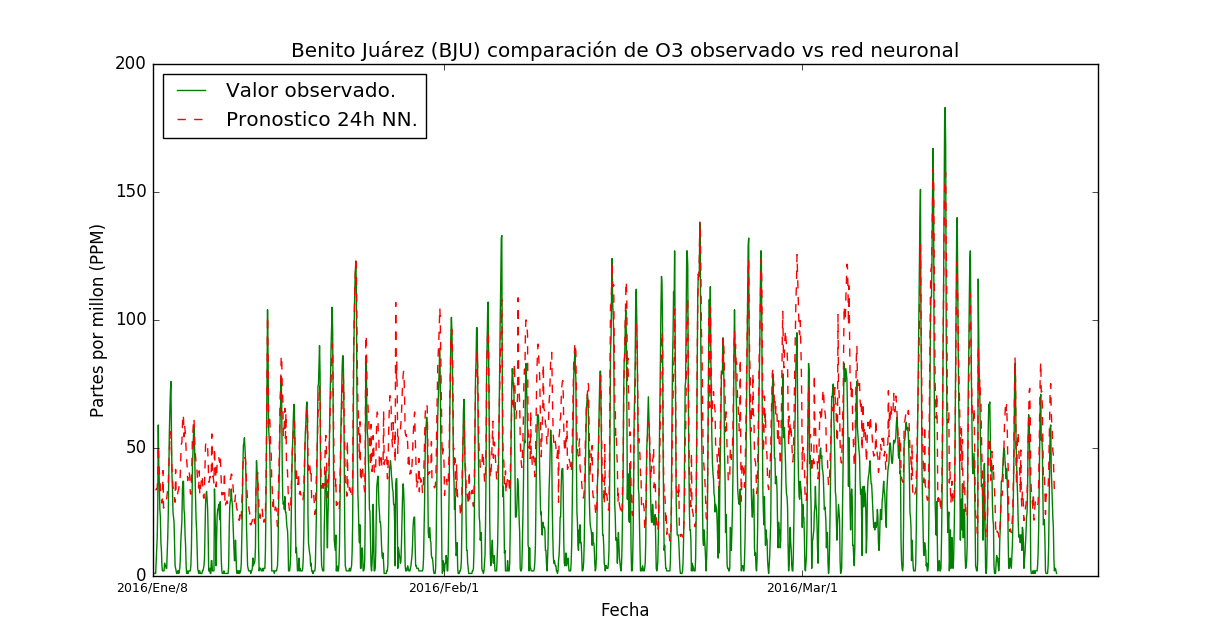 Benito Juárez (BJU) comparación de O3 observado vs red neuronal
200
Valor observado.
Pronostico 24h NN.
150
Partes por millon (PPM)
100
50
0
2016/Ene/8
2016/Feb/1
2016/Mar/1
Fecha